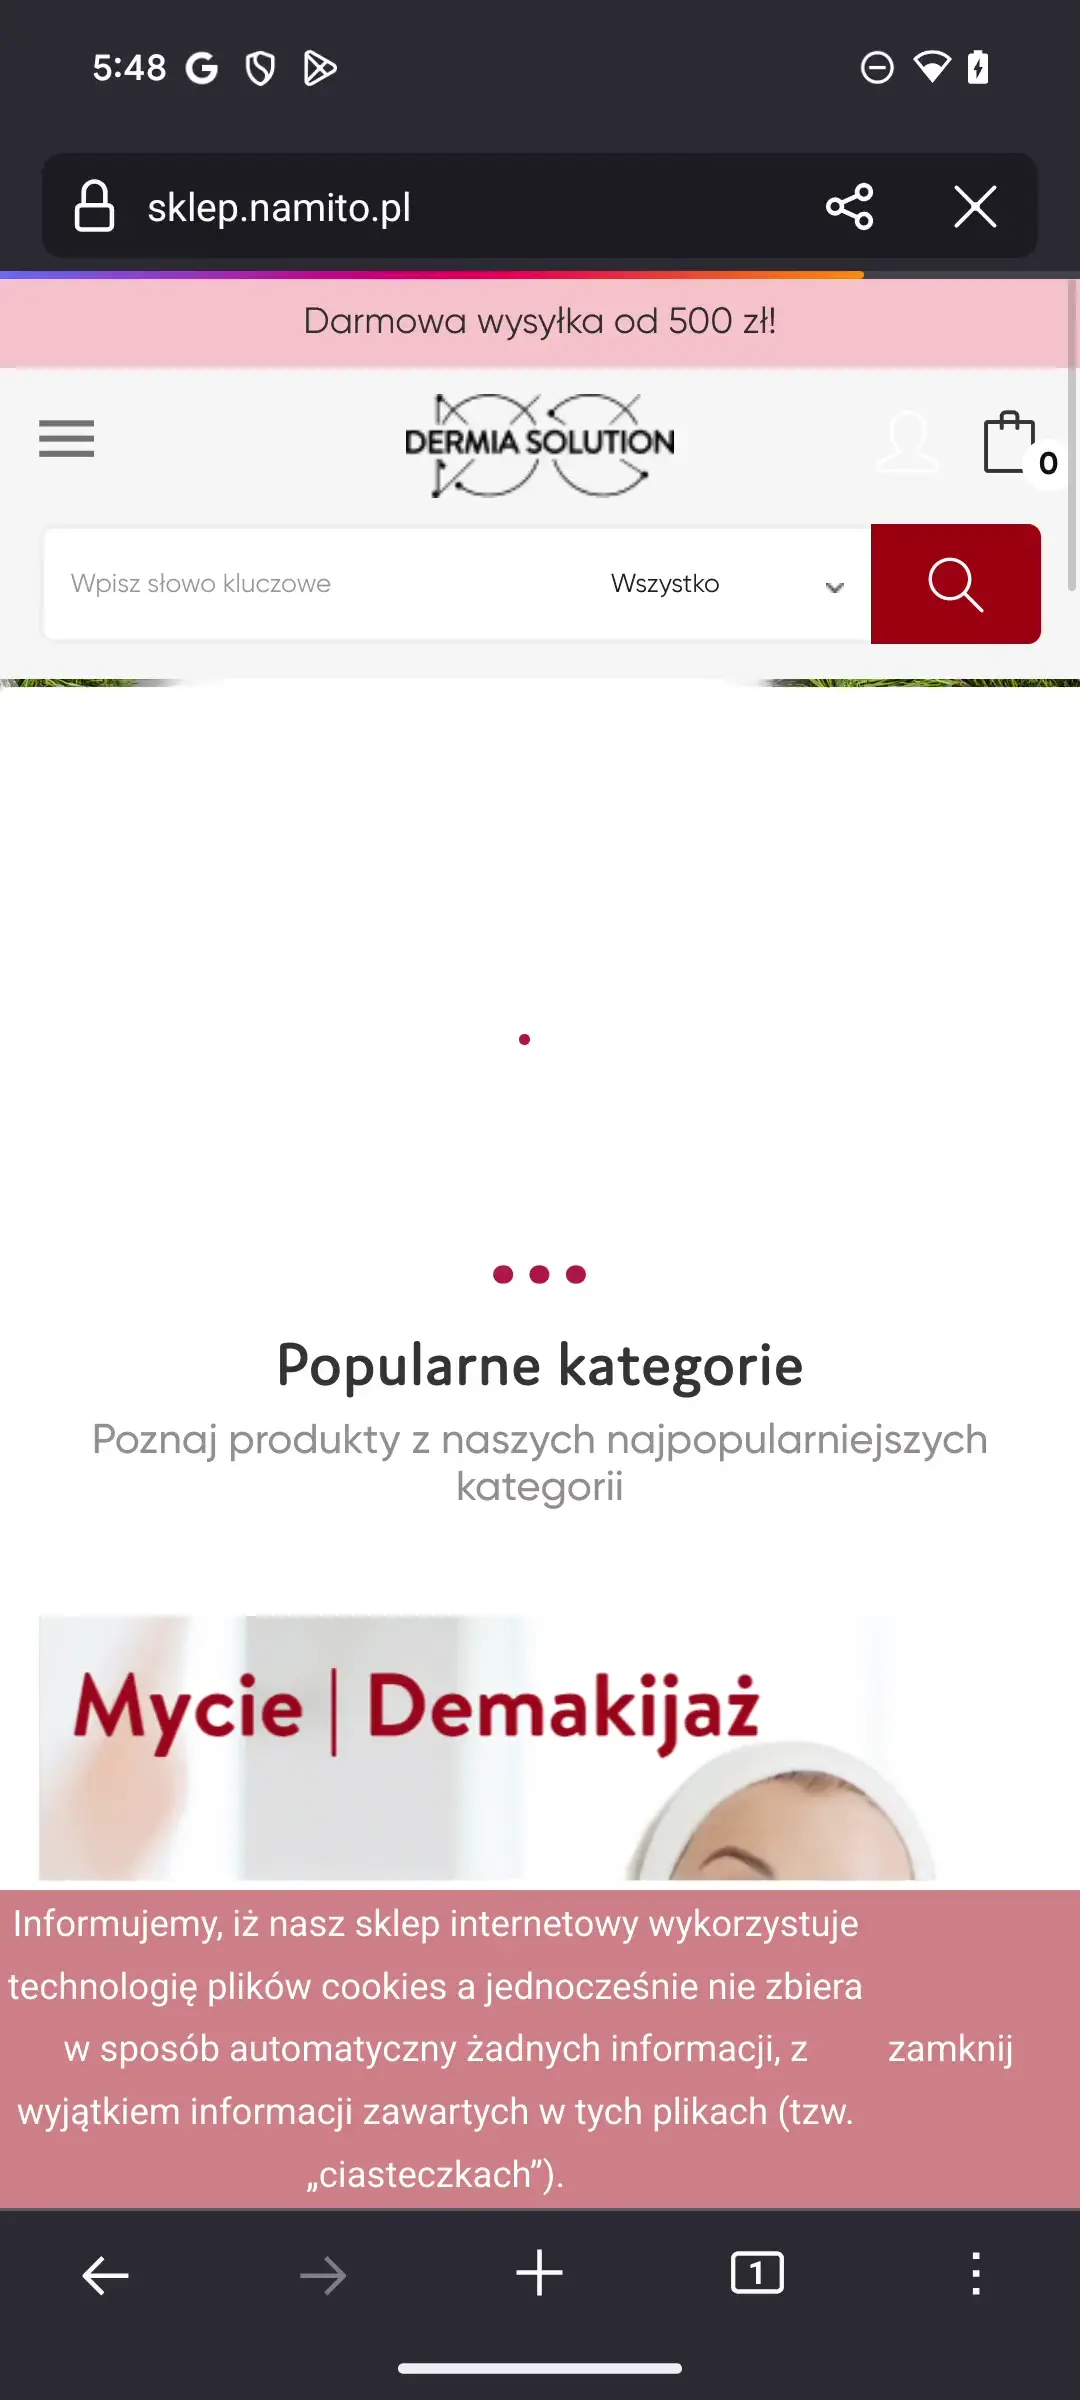 5:48
sklep.namito.pl
Darmowa wysyłka od 500 zł!
DERMIA SOLUTION
0
Wpisz słowo kluczowe
Wszystko
Popularne kategorie
Poznaj produkty z naszych najpopularniejszych
kategorii
Mycie | Demakijaż
Informujemy, iż nasz sklep internetowy wykorzystuje
technologię plików cookies a jednocześnie nie zbiera
w sposób automatyczny żadnych informacji, z
zamknij
wyjątkiem informacji zawartych w tych plikach (tzw.
„ciasteczkach”).
1